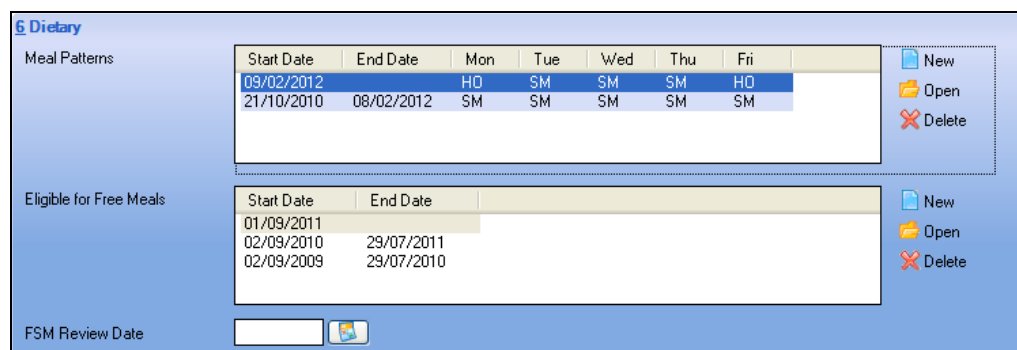 6 Dietary
Meal Patterns
Start Date End Date Mon Tue Wed Thu Fri
09/02/2012 HO SM SM SM HO
21/10/2010 08/02/2012 SM SM SM SM SM
New
Open
Delete
Eligible for Free Meals
Start Date End Date
01/09/2011
02/09/2010 29/07/2011
02/09/2009 29/07/2010
New
Open
Delete
FSM Review Date